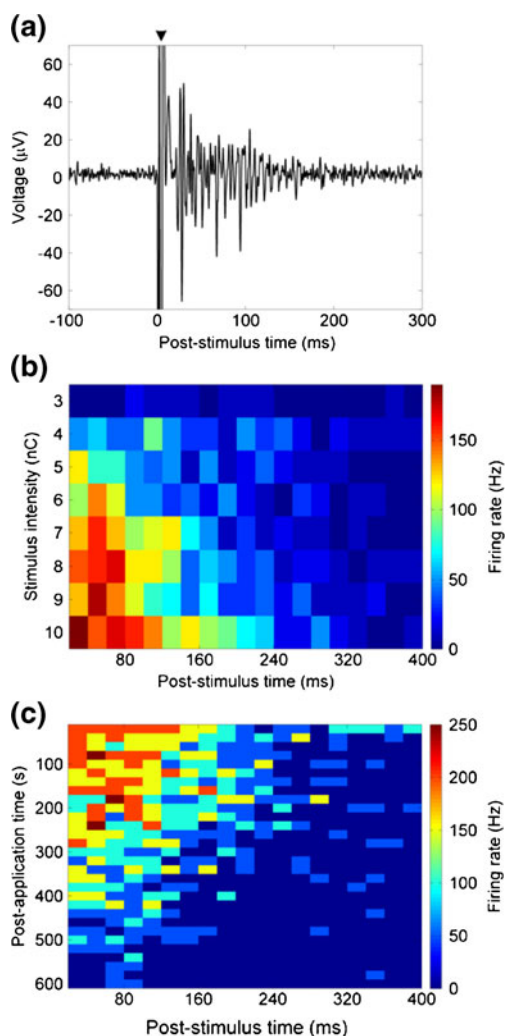 (a)
60
40
20
0
-20
-40
-60
Voltage (µV)
-100 0 100 200 300
Post-stimulus time (ms)
(b)
3
4
5
6
7
8
9
10
Stimulus intensity (nC)
80 160 240 320 400
Post-stimulus time (ms)
150
100
50
0
Firing rate (Hz)
(c)
100
200
300
400
500
600
Post-application time (s)
80 160 240 320 400
Post-stimulus time (ms)
250
200
150
100
50
0
Firing rate (Hz)